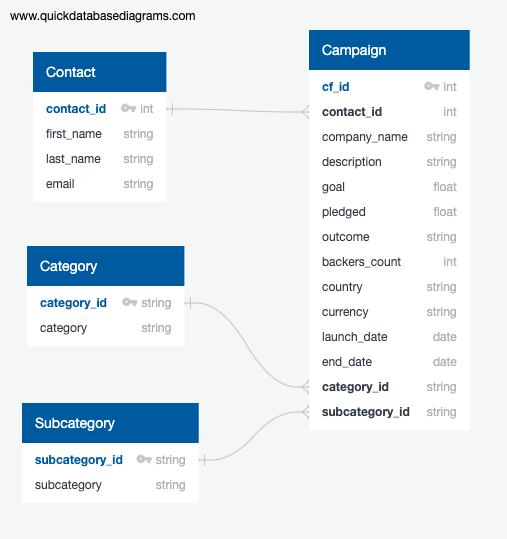 www.quickdatabasediagrams.com
Contact
contact_id int
first_name string
last_name string
email string
Category
category_id string
category string
Subcategory
subcategory_id string
subcategory string
Campaign
cf_id int
contact_id int
company_name string
description string
goal float
pledged float
outcome string
backers_count int
country string
currency string
launch_date date
end_date date
category_id string
subcategory_id string